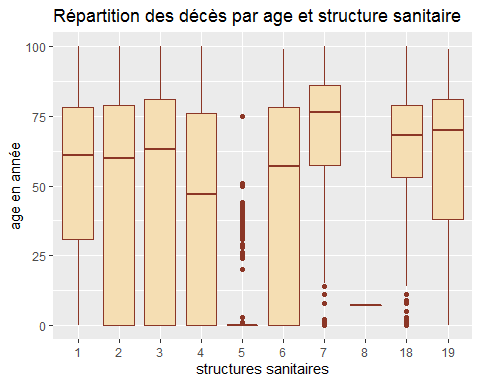 Répartition des décès par age et structure sanitaire
100
75
50
25
0
age en année
1 2 3 4 5 6 7 8 18 19
structures sanitaires